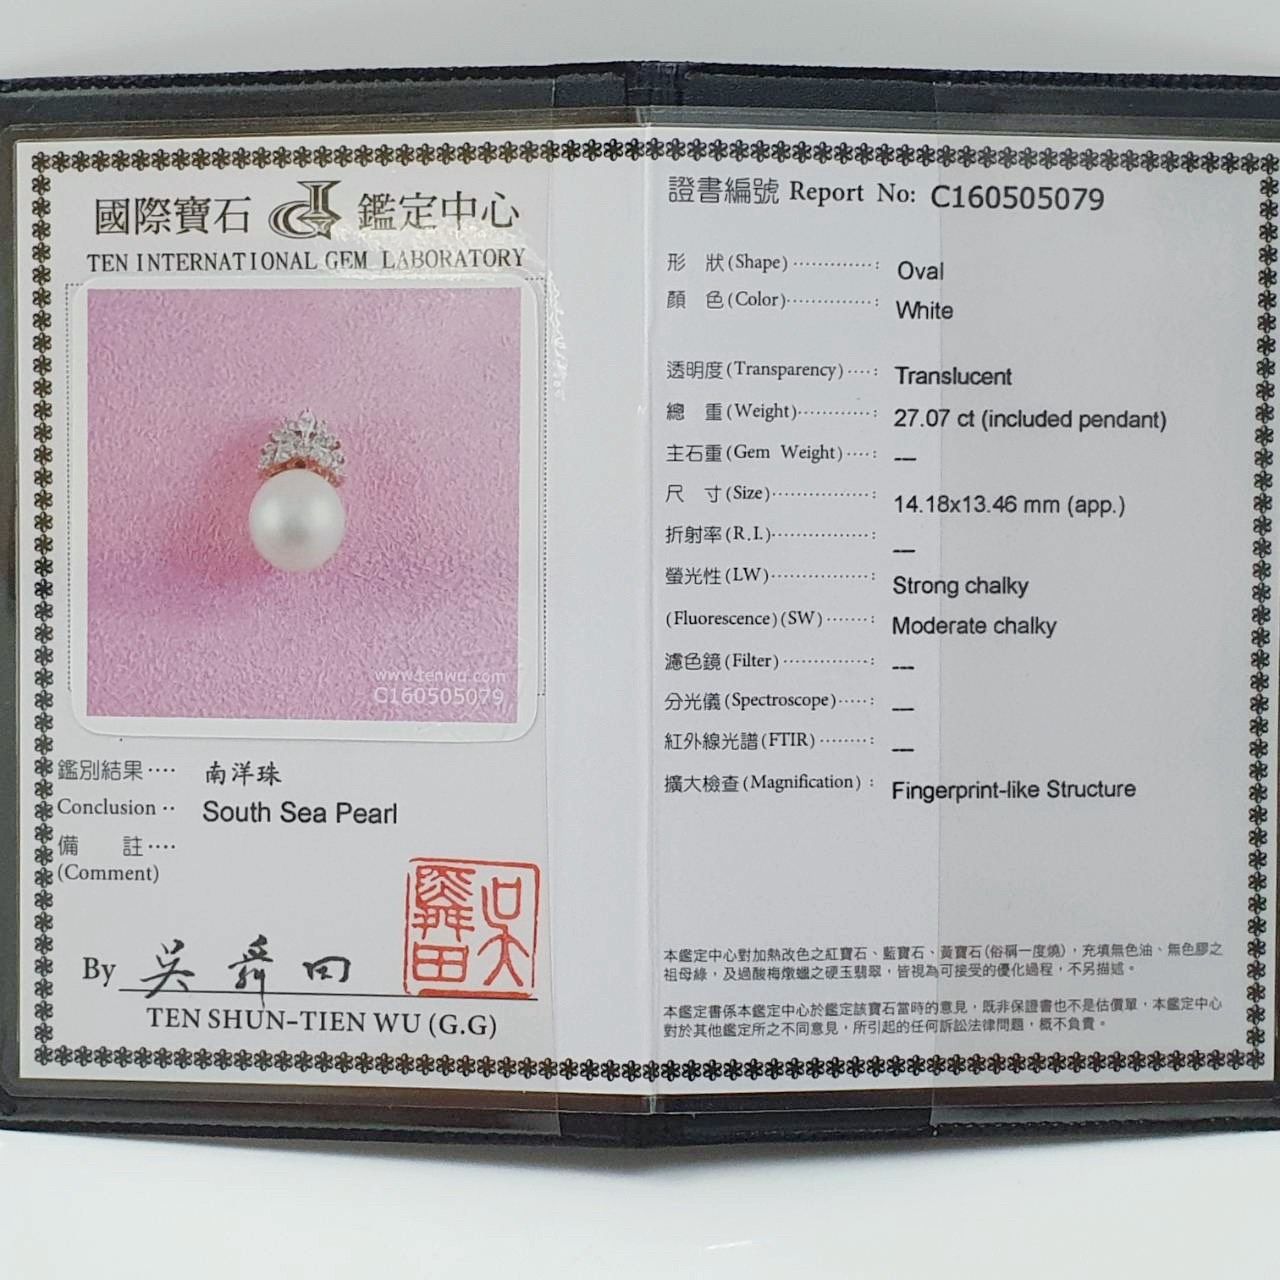 國際寶石 鑑定中心
TEN INTERNATIONAL GEM LABORATORY
www.tenwu.com
C160505079
鑑別結果‥‥ 南洋珠
Conclusion ‥ South Sea Pearl
備 註‥‥
(Comment)
By 吳舜田
吳舜田
TEN SHUN-TIEN WU (G.G)
證書編號 Report No: C160505079
形 狀(Shape)‥‥‥‥‥‥: Oval
顏 色(Color)‥‥‥‥‥‥: White
透明度(Transparency)‥‥: Translucent
總 重(Weight)‥‥‥‥‥: 27.07 ct (included pendant)
主石重(Gem Weight)‥‥: ---
尺 寸(Size)‥‥‥‥‥‥‥: 14.18x13.46 mm (app.)
折射率(R.I.)‥‥‥‥‥‥‥: ---
螢光性(LW)‥‥‥‥‥‥‥: Strong chalky
(Fluorescence)(SW)‥‥‥: Moderate chalky
濾色鏡(Filter)‥‥‥‥‥‥: ---
分光儀(Spectroscope)‥‥: ---
紅外線光譜(FTIR)‥‥‥: ---
擴大檢查(Magnification): Fingerprint-like Structure
本鑑定中心對加熱改色之紅寶石、藍寶石、黃寶石(俗稱一度燒)，充填無色油、無色膠之
祖母綠，及過酸梅燉蠟之硬玉翡翠，皆視為可接受的優化過程，不另描述。
本鑑定書係本鑑定中心於鑑定該寶石當時的意見，既非保證書也不是估價單，本鑑定中心
對於其他鑑定所之不同意見，所引起的任何訴訟法律問題，概不負責。